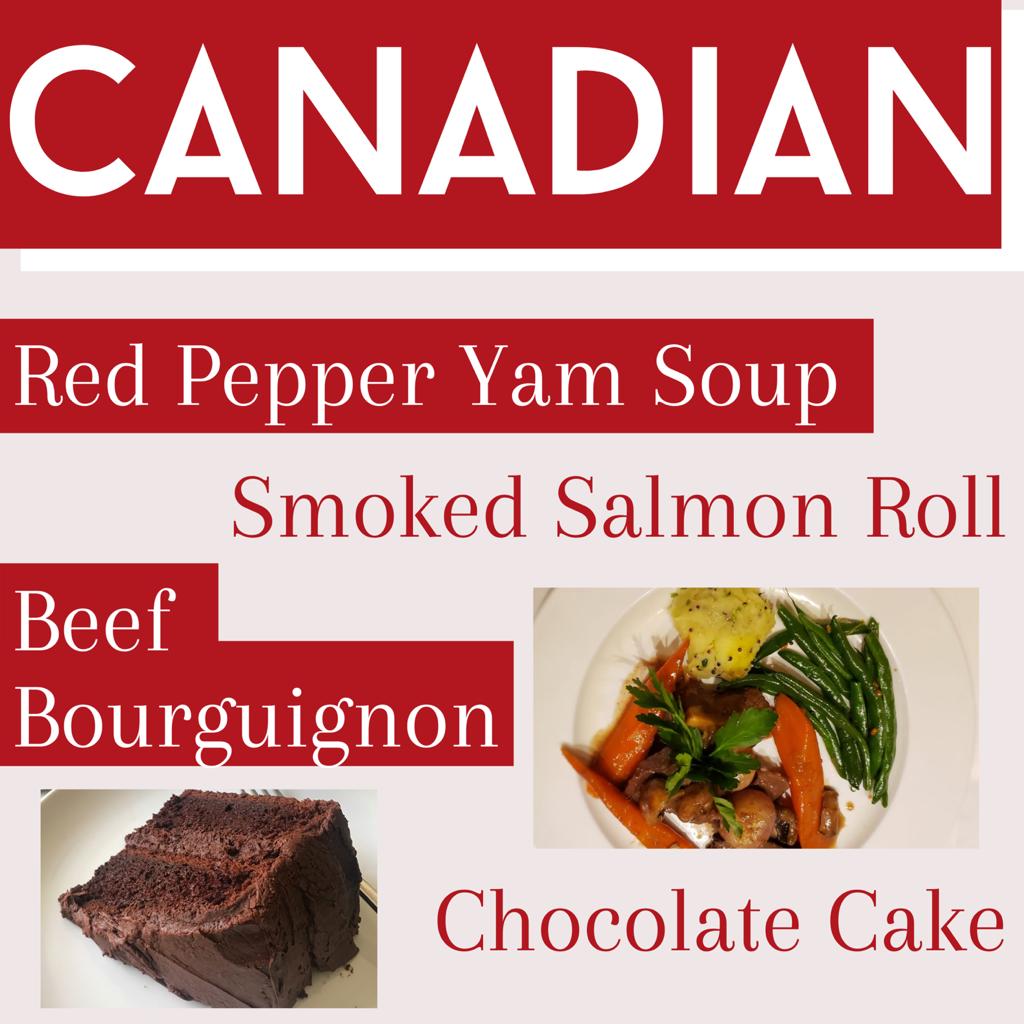 CANADIAN
Red Pepper Yam Soup
Smoked Salmon Roll
Beef
Bourguignon
Chocolate Cake